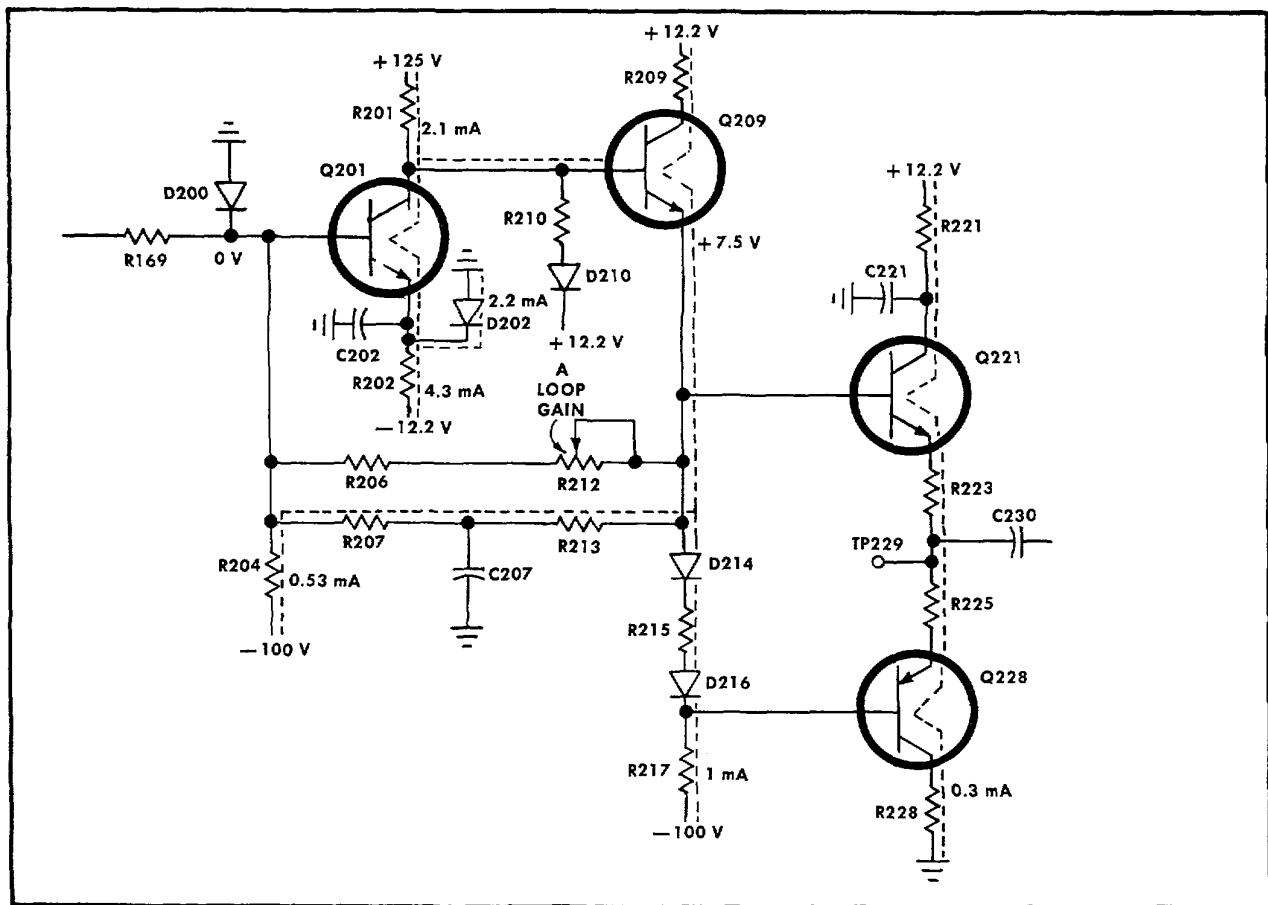 +12.2 V
+125 V
R209
R201
Q209
2.1 mA
Q201
+12.2 V
D200
R210
R221
+7.5 V
R169
0 V
D210
C221
2.2 mA
D202
C202
+12.2 V
Q221
R202
A
LOOP
GAIN
4.3 mA
−12.2 V
R206
R212
R223
C230
R207
R213
TP229
D214
R204
0.53 mA
C207
R225
R215
−100 V
D216
Q228
R217
1 mA
0.3 mA
R228
−100 V